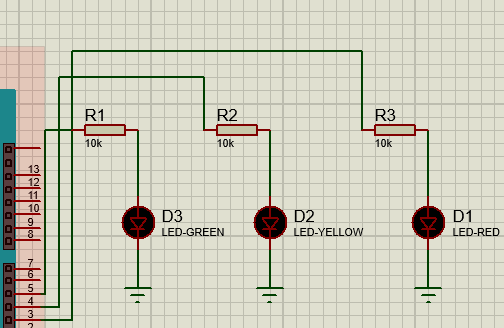 R1
10k
R2
10k
R3
10k
D3
LED-GREEN
D2
LED-YELLOW
D1
LED-RED
13
12
11
10
9
8
7
6
5
4
3
2